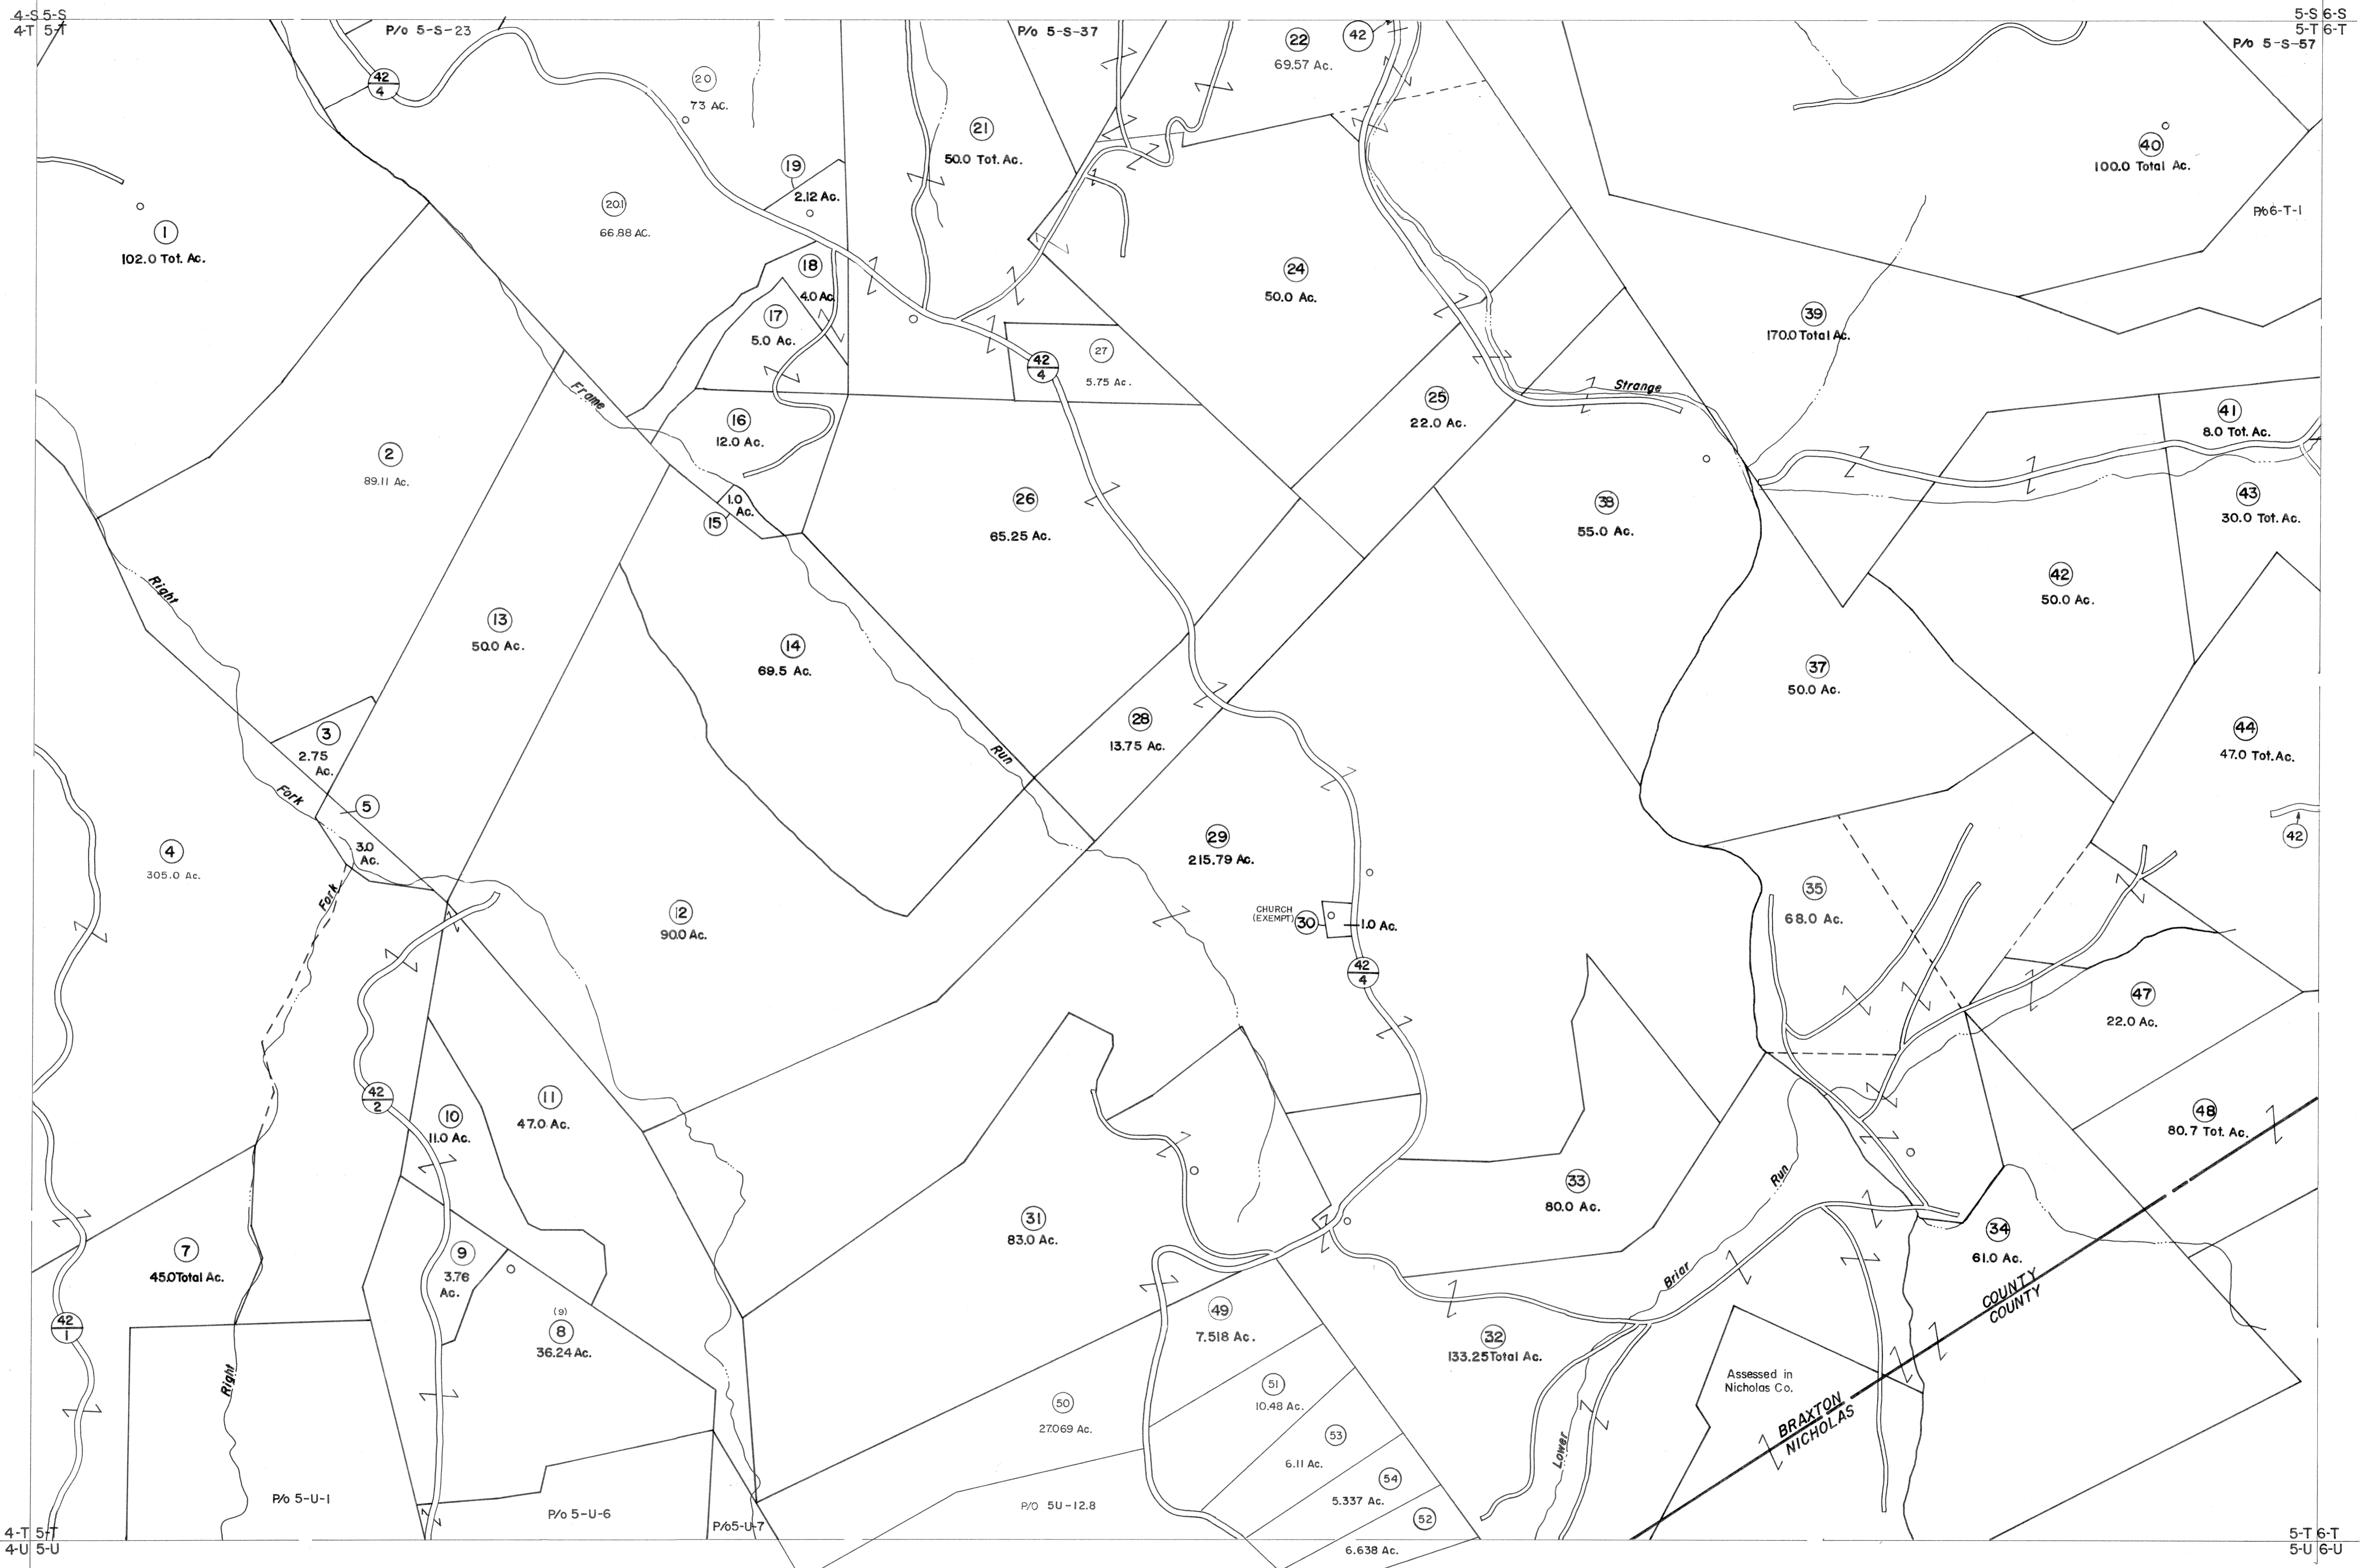 4-S 5-S
4-T 5-T
P/o 5-S-23
P/o 5-S-37
5-S 6-S
5-T 6-T
P/o 5-S-57
42
4
20
73 AC.
22
69.57 Ac.
42
21
50.0 Tot. Ac.
40
100.0 Total Ac.
P/o 6-T-1
19
2.12 Ac.
20.1
66.88 AC.
1
102.0 Tot. Ac.
18
4.0 Ac.
17
5.0 Ac.
24
50.0 Ac.
39
170.0 Total Ac.
42
4
27
5.75 Ac.
Frame
Strange
25
22.0 Ac.
16
12.0 Ac.
41
8.0 Tot. Ac.
2
89.11 Ac.
1.0
Ac.
15
26
65.25 Ac.
38
55.0 Ac.
43
30.0 Tot. Ac.
42
50.0 Ac.
Right
13
50.0 Ac.
14
69.5 Ac.
37
50.0 Ac.
3
2.75
Ac.
28
13.75 Ac.
Run
44
47.0 Tot. Ac.
Fork
5
42
4
305.0 Ac.
3.0
Ac.
29
215.79 Ac.
Fork
35
68.0 Ac.
12
90.0 Ac.
CHURCH
(EXEMPT)
30
1.0 Ac.
42
4
47
22.0 Ac.
42
2
10
11.0 Ac.
11
47.0 Ac.
48
80.7 Tot. Ac.
33
80.0 Ac.
Run
31
83.0 Ac.
34
61.0 Ac.
7
45.0 Total Ac.
9
3.76
Ac.
Briar
COUNTY
COUNTY
42
1
(9)
8
36.24 Ac.
49
7.518 Ac.
32
133.25 Total Ac.
Right
Assessed in
Nicholas Co.
51
10.48 Ac.
50
27.069 Ac.
BRAXTON
NICHOLAS
53
6.11 Ac.
Lower
54
5.337 Ac.
P/o 5-U-1
P/o 5-U-6
P/o 5-U-7
P/O 5U-12.8
52
6.638 Ac.
4-T 5-T
4-U 5-U
5-T 6-T
5-U 6-U